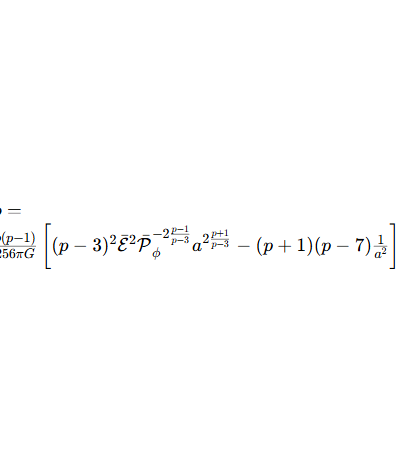 =
(p−1)/256πG [(p − 3)²ℰ̄²𝒫̄_ϕ^{−2(p−1)/(p−3)} a^{2(p+1)/(p−3)} − (p + 1)(p − 7) 1/a²]